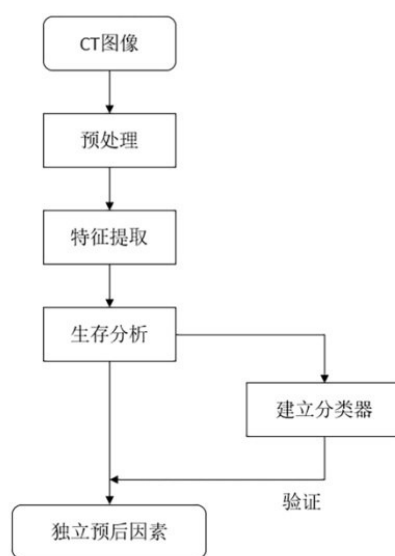 CT图像
预处理
特征提取
生存分析
建立分类器
验证
独立预后因素